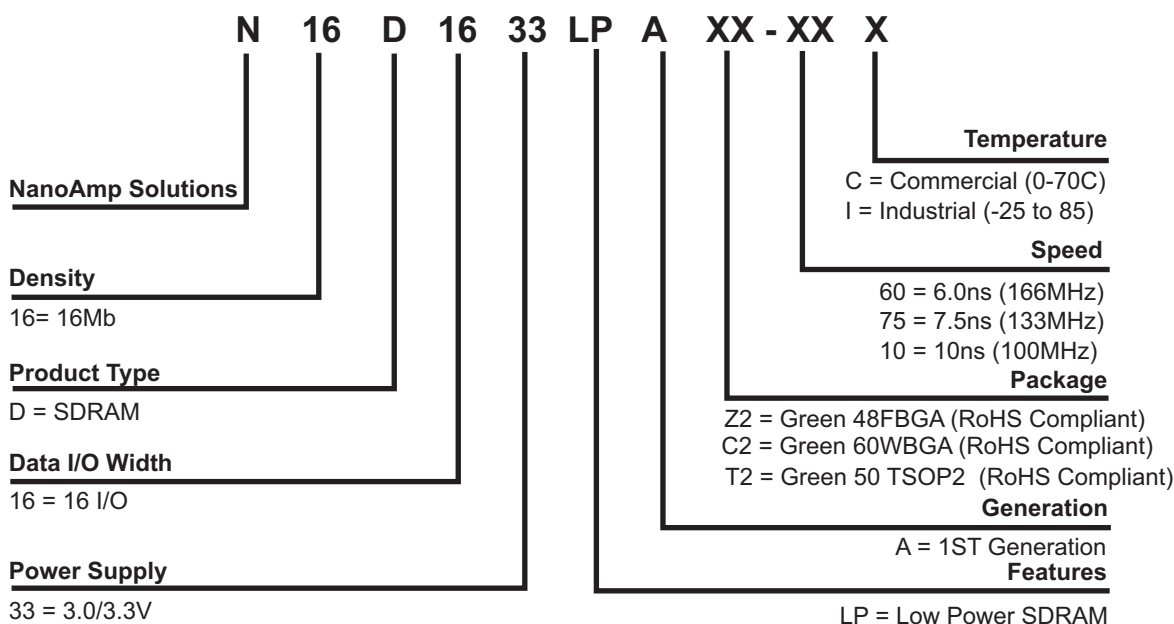 N 16 D 16 33 LP A XX - XX X
Temperature
C = Commercial (0-70C)
I = Industrial (-25 to 85)
NanoAmp Solutions
Speed
60 = 6.0ns (166MHz)
75 = 7.5ns (133MHz)
10 = 10ns (100MHz)
Density
16= 16Mb
Package
Z2 = Green 48FBGA (RoHS Compliant)
C2 = Green 60WBGA (RoHS Compliant)
T2 = Green 50 TSOP2 (RoHS Compliant)
Product Type
D = SDRAM
Data I/O Width
16 = 16 I/O
Generation
A = 1ST Generation
Power Supply
33 = 3.0/3.3V
Features
LP = Low Power SDRAM